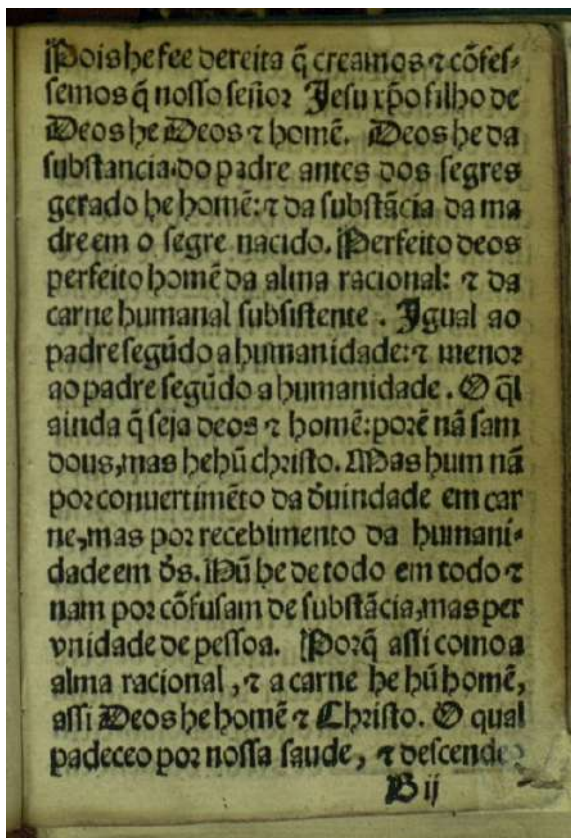 Pois he fee dereita q̃ creamos ⁊ cõfes-
semos q̃ nosso señor Jesu xp̃o filho de
Deos he Deos ⁊ homẽ. Deos he da
substancia do padre antes dos segres
gerado he homẽ: ⁊ da substãcia da ma
dre em o segre nacido. Perfeito deos
perfeito homẽ da alma racional: ⁊ da
carne humanal subsistente. Igual ao
padre segũdo a humanidade: ⁊ menor
ao padre segũdo a humanidade. O q̃l
ainda q̃ seja deos ⁊ homẽ: porẽ nã sam
dous, mas he hũ christo. Mas hum nã
por conuertimẽto da diuindade em car
ne, mas por recebimento da humani-
dade em d̃s. Hũ he de todo em todo ⁊
nam por cõfusam de substãcia, mas per
vnidade de pessoa. Porq̃ assi como a
alma racional, ⁊ a carne he hũ homẽ,
assi Deos he homẽ ⁊ Christo. O qual
padeceo por nossa saude, ⁊ descende
B ij